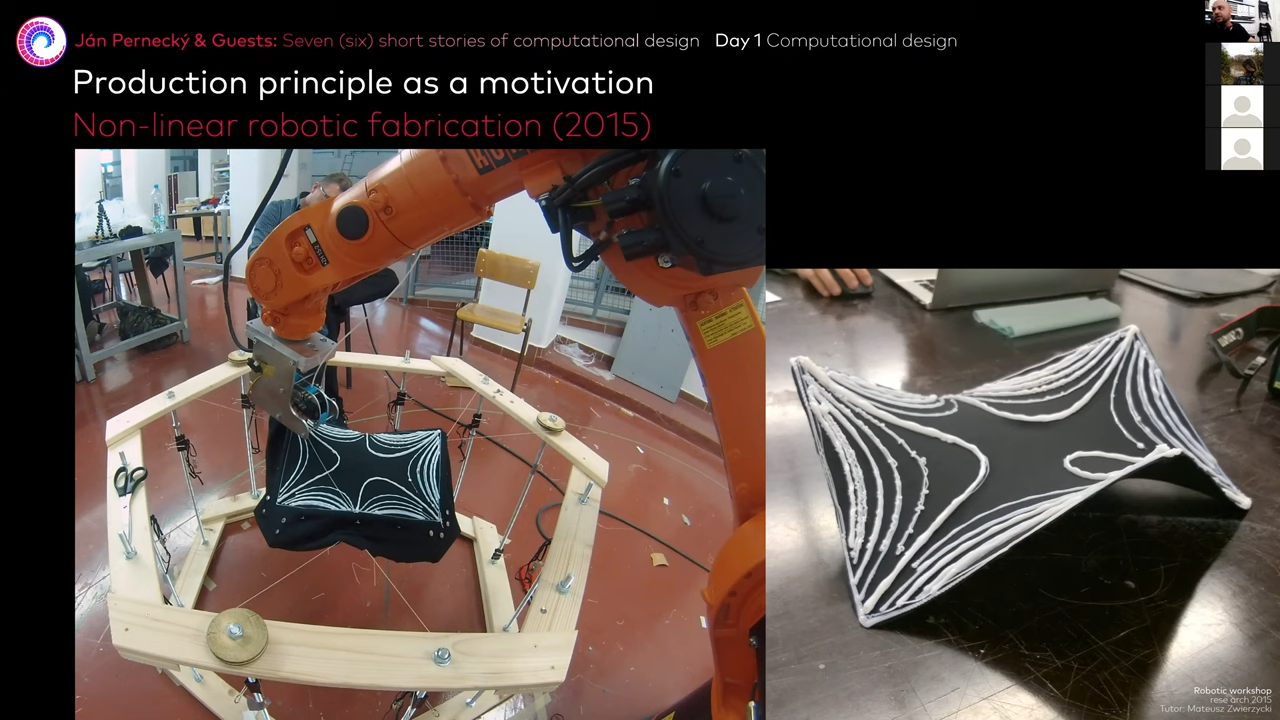 Ján Pernecký & Guests: Seven (six) short stories of computational design Day 1 Computational design
Production principle as a motivation
Non-linear robotic fabrication (2015)
Robotic workshop
rese arch 2015
Tutor: Mateusz Zwierzycki